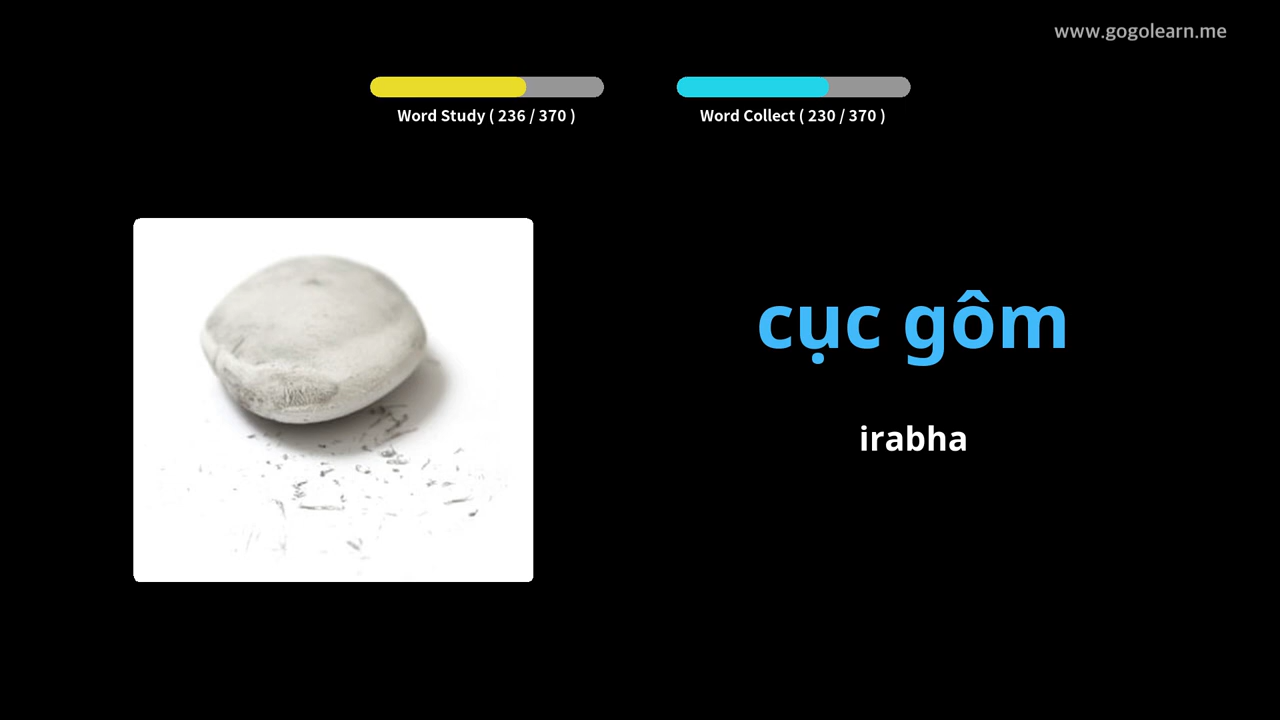 www.gogolearn.me
Word Study ( 236 / 370 )
Word Collect ( 230 / 370 )
cục gôm
irabha